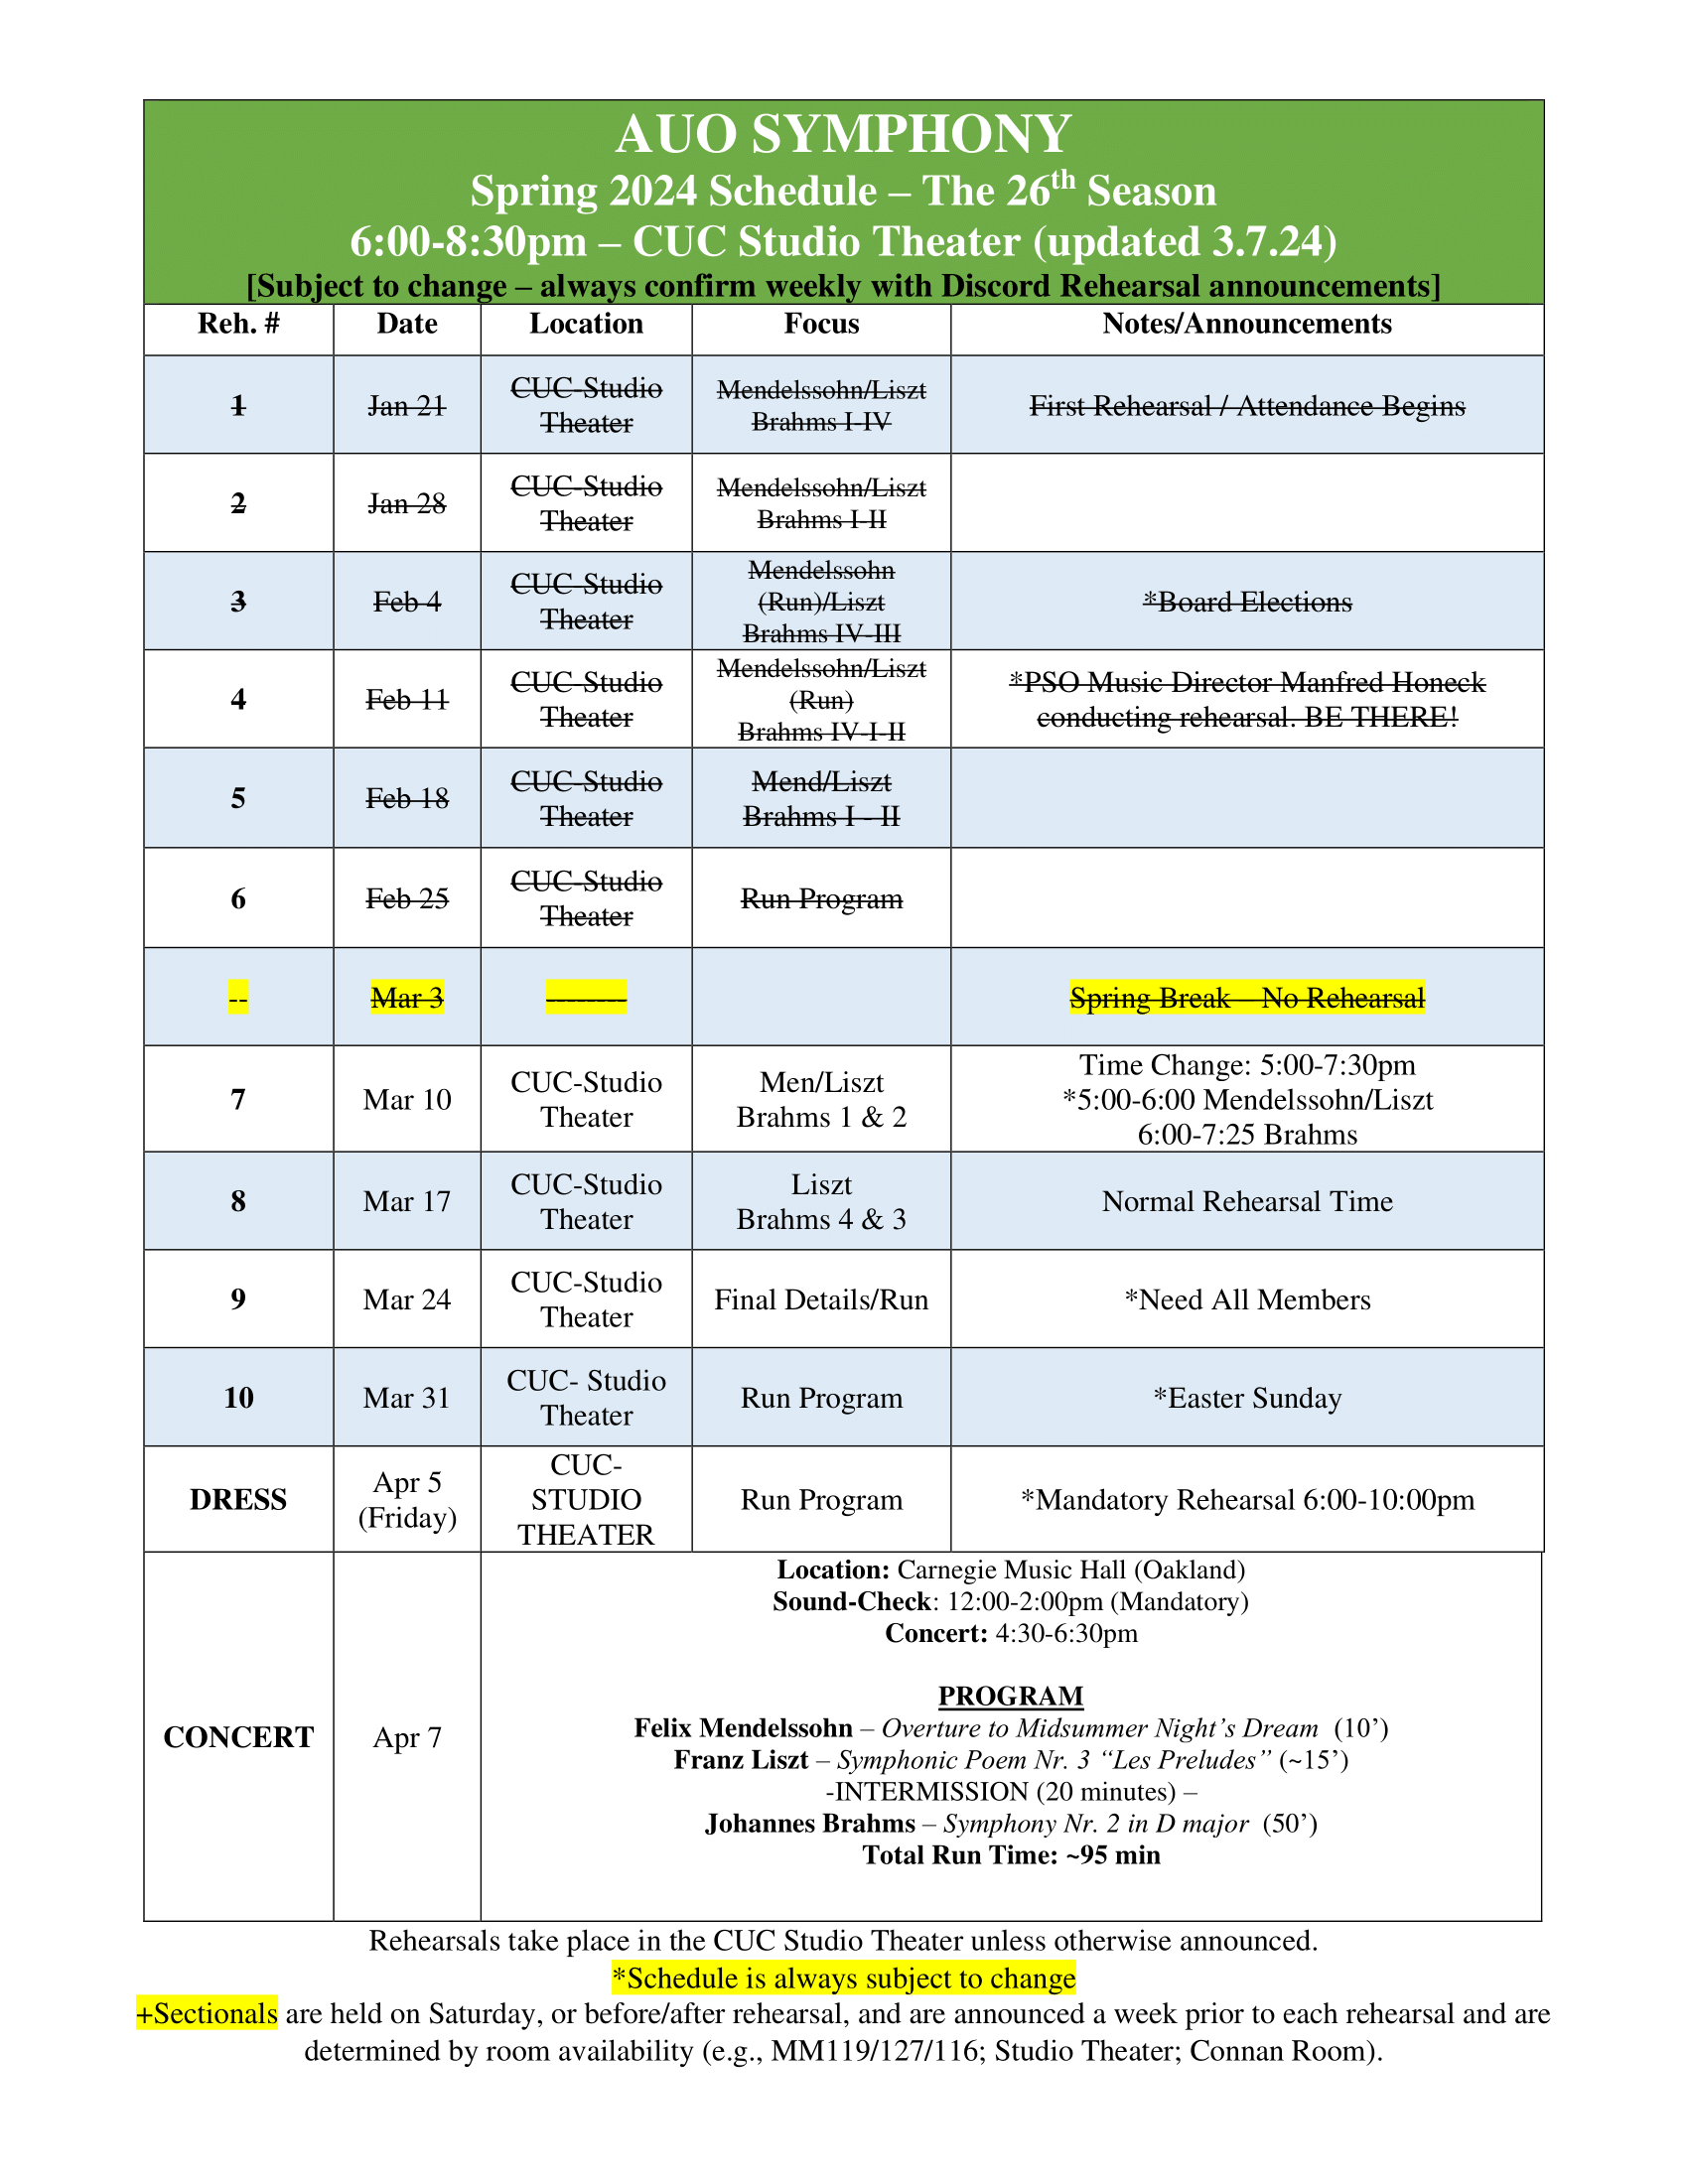 AUO SYMPHONY
Spring 2024 Schedule – The 26th Season
6:00-8:30pm – CUC Studio Theater (updated 3.7.24)
[Subject to change – always confirm weekly with Discord Rehearsal announcements]
Reh. # Date Location Focus Notes/Announcements
1 Jan 21 CUC-Studio Theater Mendelssohn/Liszt Brahms I-IV First Rehearsal / Attendance Begins
2 Jan 28 CUC-Studio Theater Mendelssohn/Liszt Brahms I-II
3 Feb 4 CUC-Studio Theater Mendelssohn (Run)/Liszt Brahms IV-III *Board Elections
4 Feb 11 CUC-Studio Theater Mendelssohn/Liszt (Run) Brahms IV-I-II *PSO Music Director Manfred Honeck conducting rehearsal. BE THERE!
5 Feb 18 CUC-Studio Theater Mend/Liszt Brahms I - II
6 Feb 25 CUC-Studio Theater Run Program
-- Mar 3 -------- Spring Break – No Rehearsal
7 Mar 10 CUC-Studio Theater Men/Liszt Brahms 1 & 2 Time Change: 5:00-7:30pm *5:00-6:00 Mendelssohn/Liszt 6:00-7:25 Brahms
8 Mar 17 CUC-Studio Theater Liszt Brahms 4 & 3 Normal Rehearsal Time
9 Mar 24 CUC-Studio Theater Final Details/Run *Need All Members
10 Mar 31 CUC- Studio Theater Run Program *Easter Sunday
DRESS Apr 5 (Friday) CUC-STUDIO THEATER Run Program *Mandatory Rehearsal 6:00-10:00pm
CONCERT Apr 7
Location: Carnegie Music Hall (Oakland)
Sound-Check: 12:00-2:00pm (Mandatory)
Concert: 4:30-6:30pm
PROGRAM
Felix Mendelssohn – Overture to Midsummer Night’s Dream (10’)
Franz Liszt – Symphonic Poem Nr. 3 “Les Preludes” (~15’)
-INTERMISSION (20 minutes) –
Johannes Brahms – Symphony Nr. 2 in D major (50’)
Total Run Time: ~95 min
Rehearsals take place in the CUC Studio Theater unless otherwise announced.
*Schedule is always subject to change
+Sectionals are held on Saturday, or before/after rehearsal, and are announced a week prior to each rehearsal and are
determined by room availability (e.g., MM119/127/116; Studio Theater; Connan Room).